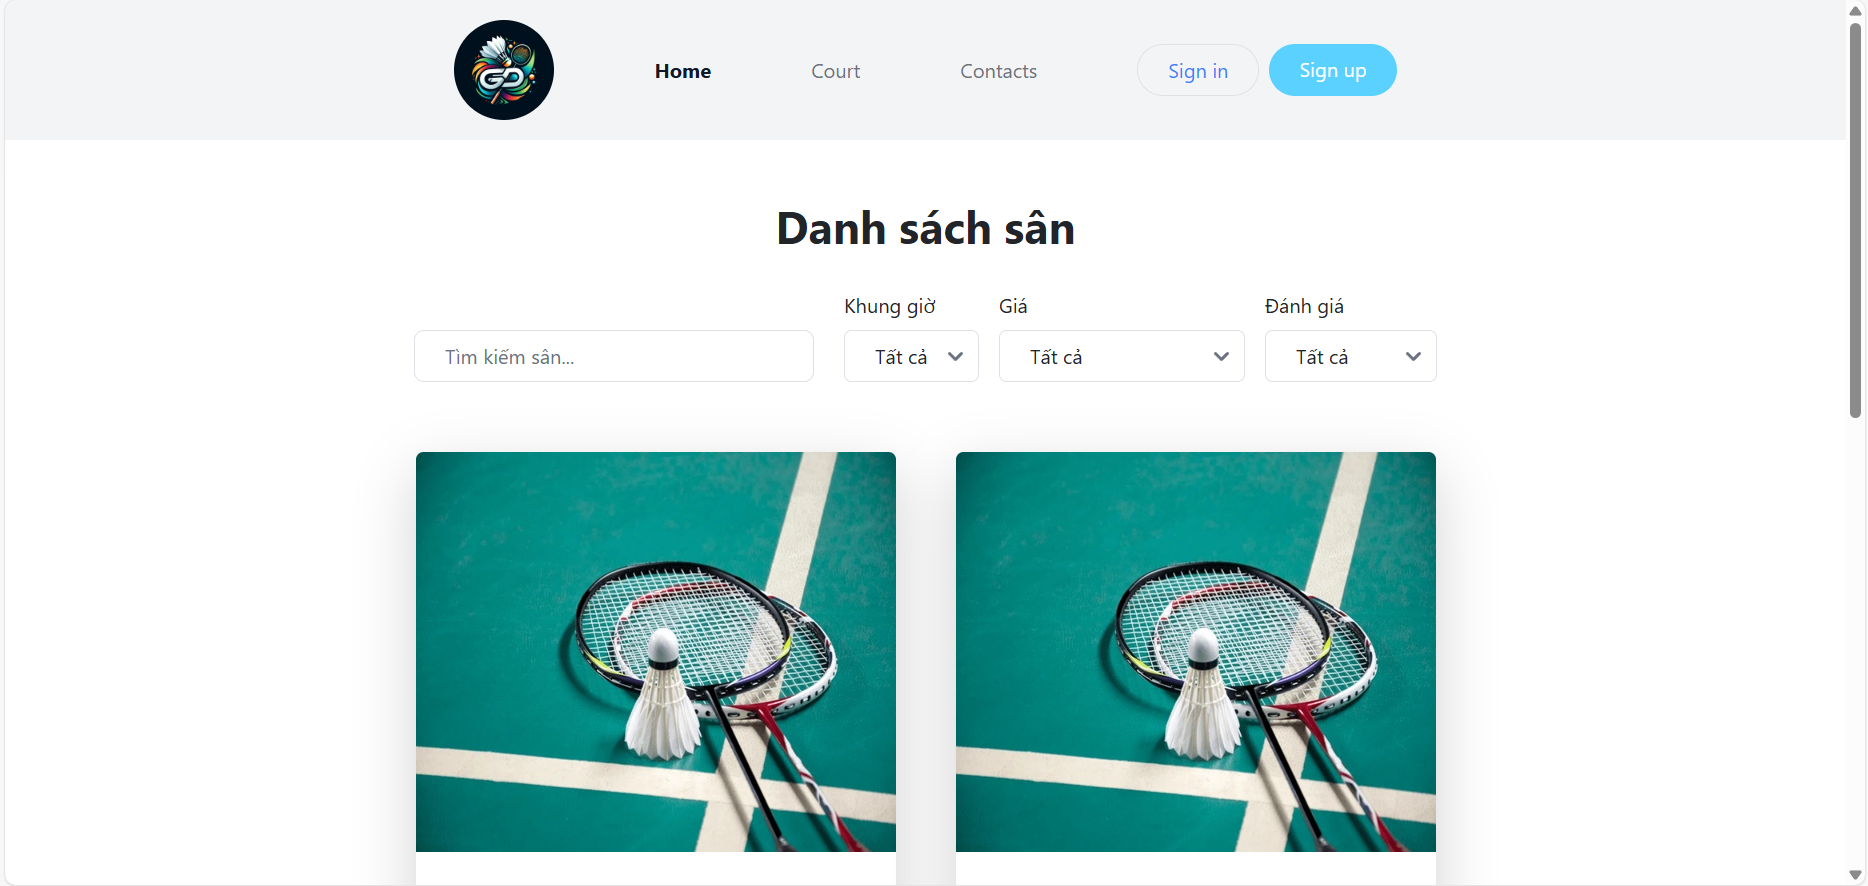 GD
Home
Court
Contacts
Sign in
Sign up
Danh sách sân
Khung giờ
Giá
Đánh giá
Tìm kiếm sân...
Tất cả
Tất cả
Tất cả